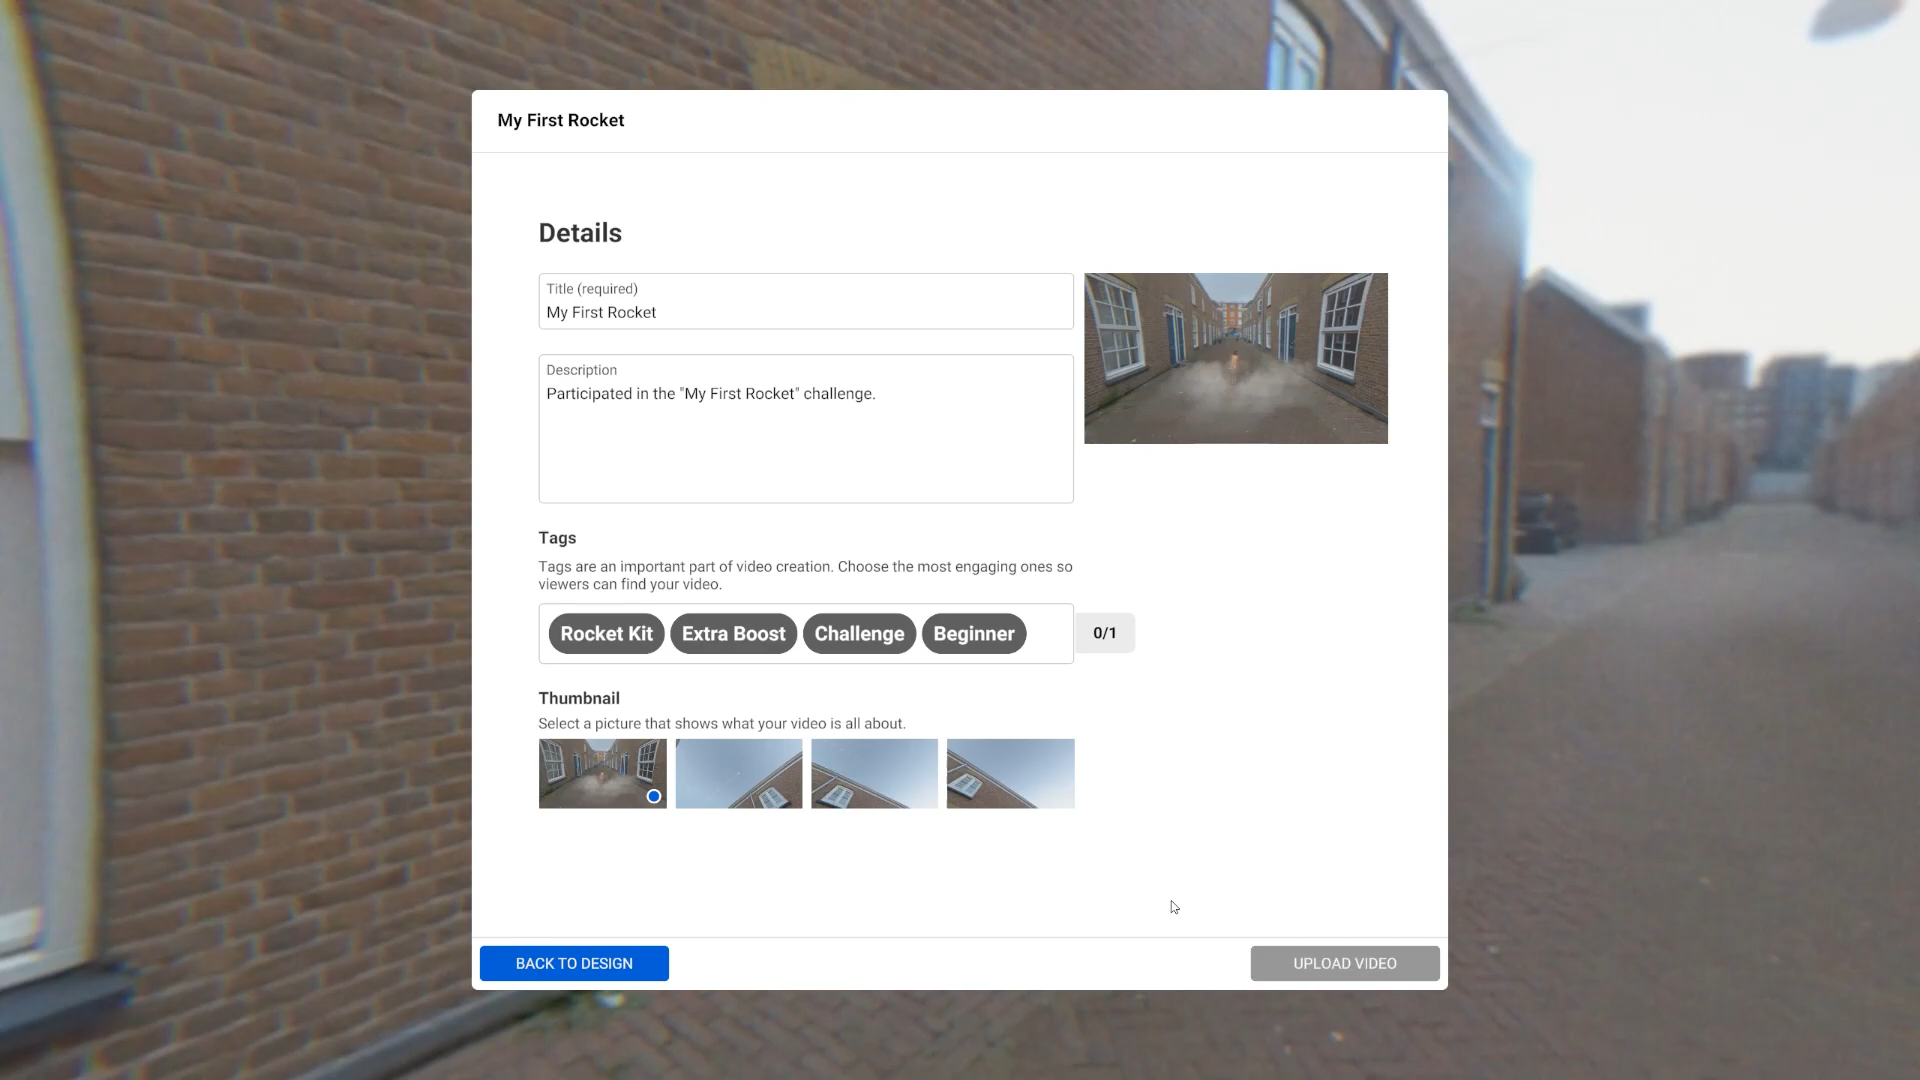 My First Rocket
Details
Title (required)
My First Rocket
Description
Participated in the "My First Rocket" challenge.
Tags
Tags are an important part of video creation. Choose the most engaging ones so
viewers can find your video.
Rocket Kit Extra Boost Challenge Beginner 0/1
Thumbnail
Select a picture that shows what your video is all about.
BACK TO DESIGN UPLOAD VIDEO